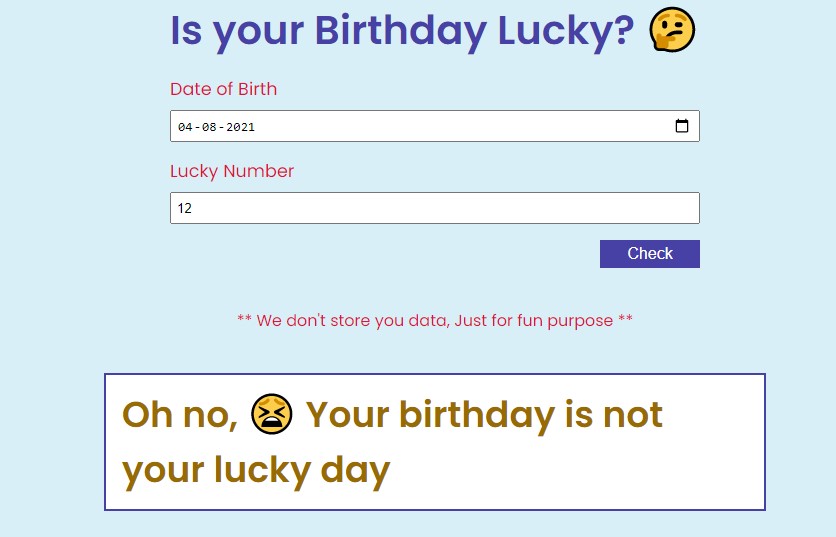 Is your Birthday Lucky? 🤔
Date of Birth
04-08-2021
Lucky Number
12
Check
** We don't store you data, Just for fun purpose **
Oh no, 😫 Your birthday is not
your lucky day